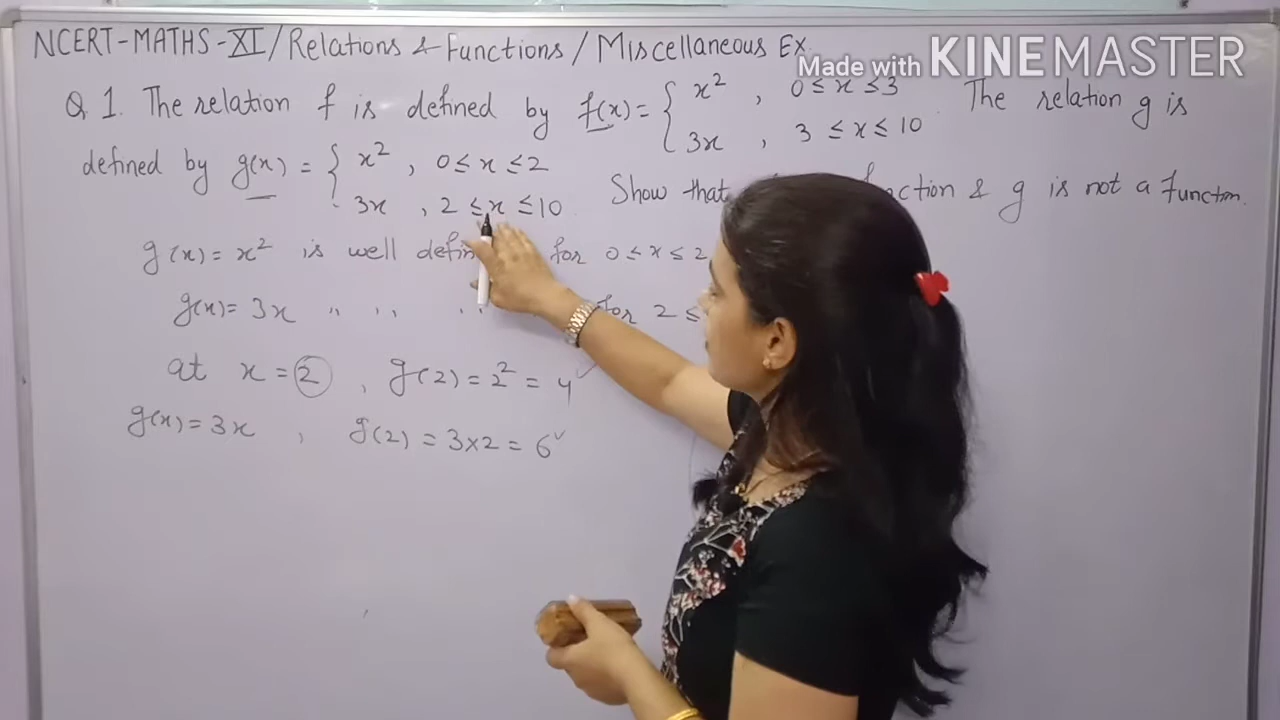 NCERT-MATHS-XI/Relations & Functions/Miscellaneous Ex.
Made with KINEMASTER
Q 1. The relation f is defined by f(x) = { x² , 0 ≤ x ≤ 3 The relation g is
3x , 3 ≤ x ≤ 10
defined by g(x) = { x² , 0 ≤ x ≤ 2
3x , 2 ≤ x ≤ 10 Show that & g is not a function.
g(x) = x² is well for 0 ≤ x ≤ 2
g(x) = 3x " " " for 2 ≤
at x = 2 , g(2) = 2² = 4 ✓
g(x) = 3x , g(2) = 3×2 = 6 ✓